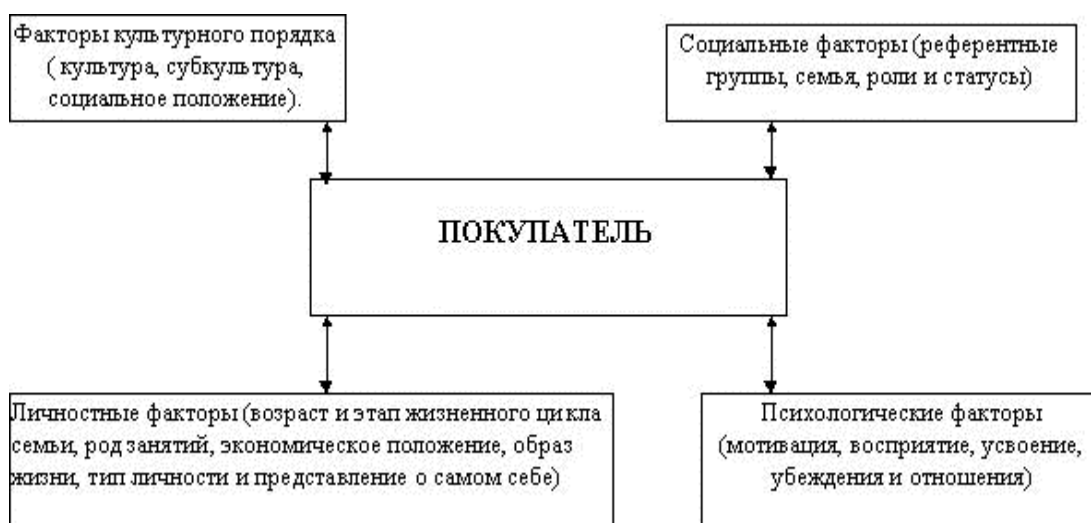 Факторы культурного порядка
( культура, субкультура,
социальное положение).
Социальные факторы (референтные
группы, семья, роли и статусы)
ПОКУПАТЕЛЬ
Личностные факторы (возраст и этап жизненного цикла
семьи, род занятий, экономическое положение, образ
жизни, тип личности и представление о самом себе)
Психологические факторы
(мотивация, восприятие, усвоение,
убеждения и отношения)